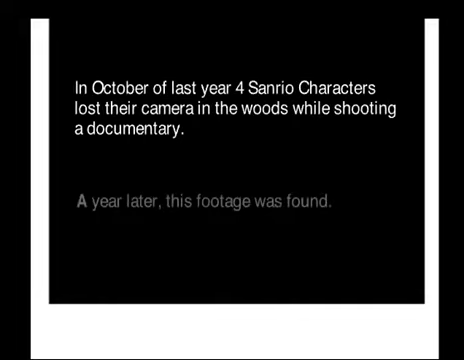 In October of last year 4 Sanrio Characters
lost their camera in the woods while shooting
a documentary.
A year later, this footage was found.